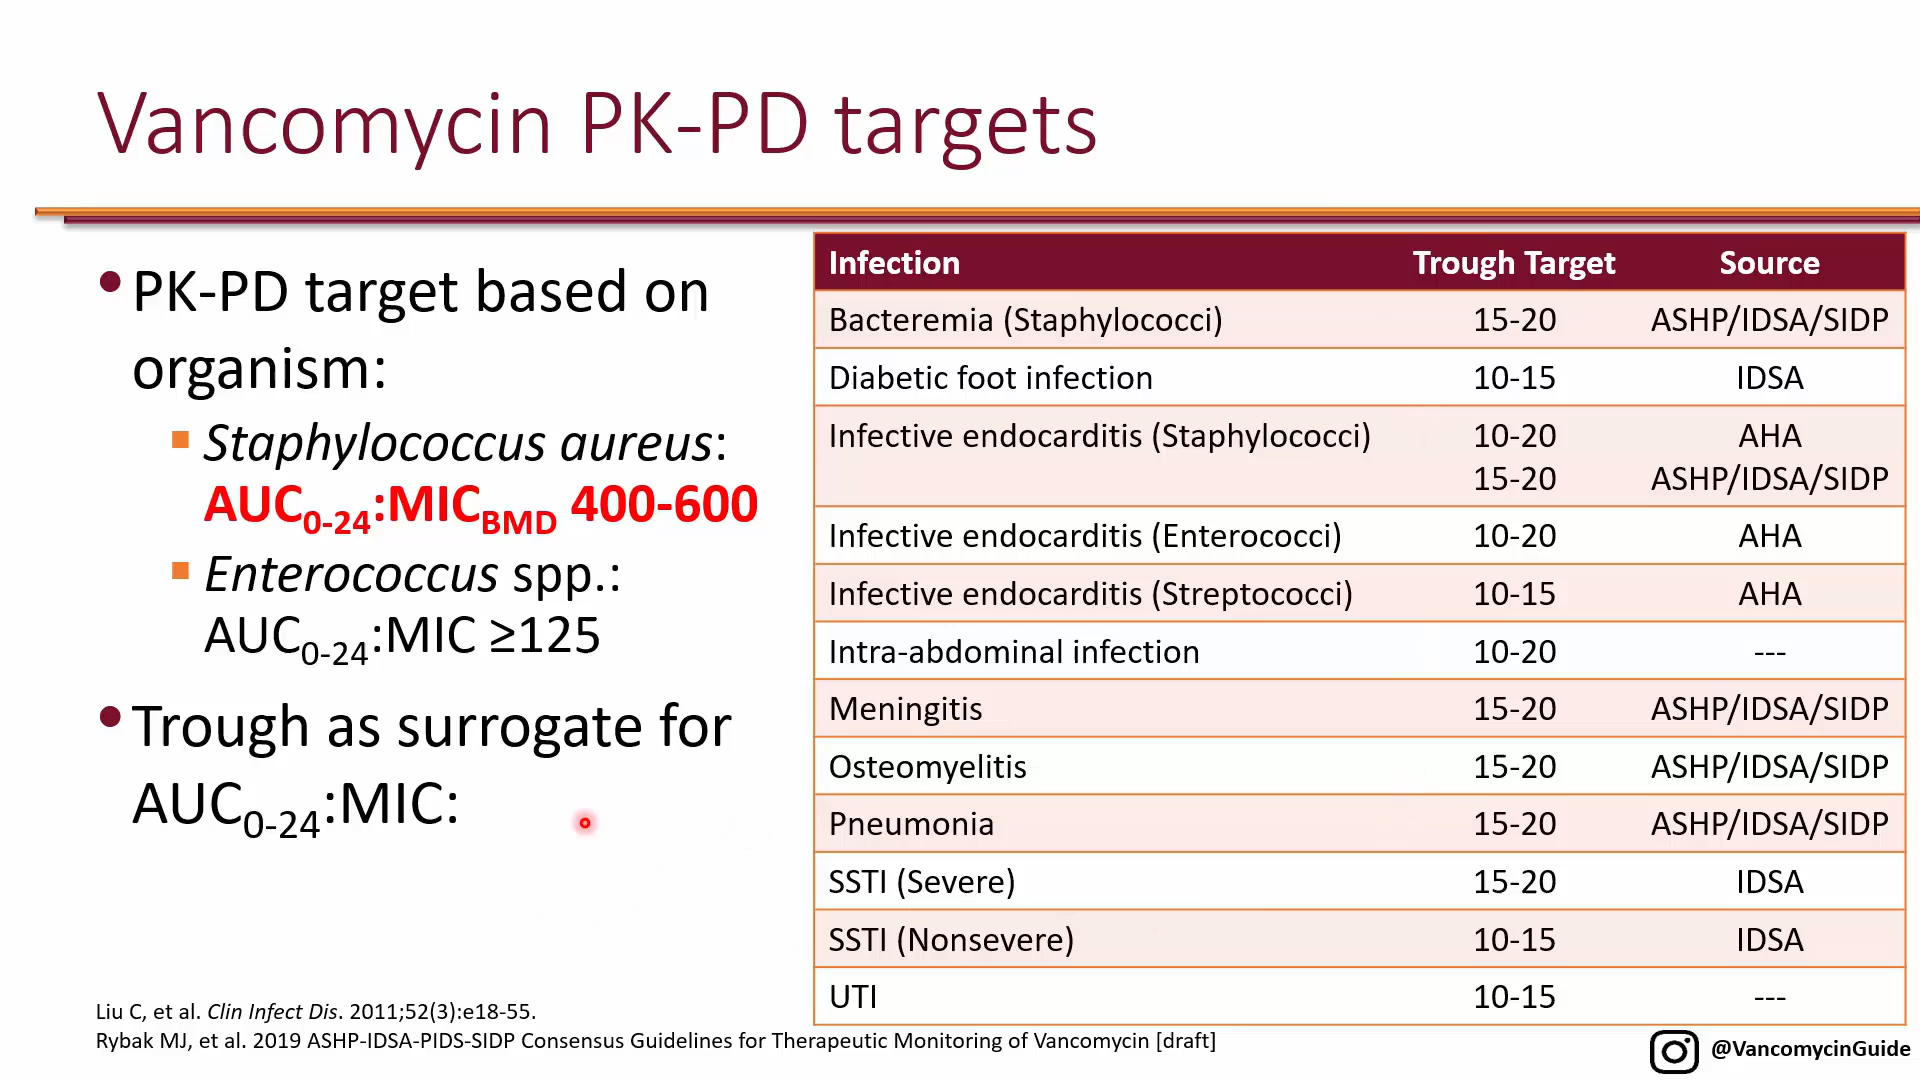 Vancomycin PK-PD targets
•PK-PD target based on
organism:
▪ Staphylococcus aureus:
AUC0-24:MICBMD 400-600
▪ Enterococcus spp.:
AUC0-24:MIC ≥125
•Trough as surrogate for
AUC0-24:MIC:
Infection Trough Target Source
Bacteremia (Staphylococci) 15-20 ASHP/IDSA/SIDP
Diabetic foot infection 10-15 IDSA
Infective endocarditis (Staphylococci) 10-20 AHA
15-20 ASHP/IDSA/SIDP
Infective endocarditis (Enterococci) 10-20 AHA
Infective endocarditis (Streptococci) 10-15 AHA
Intra-abdominal infection 10-20 ---
Meningitis 15-20 ASHP/IDSA/SIDP
Osteomyelitis 15-20 ASHP/IDSA/SIDP
Pneumonia 15-20 ASHP/IDSA/SIDP
SSTI (Severe) 15-20 IDSA
SSTI (Nonsevere) 10-15 IDSA
UTI 10-15 ---
Liu C, et al. Clin Infect Dis. 2011;52(3):e18-55.
Rybak MJ, et al. 2019 ASHP-IDSA-PIDS-SIDP Consensus Guidelines for Therapeutic Monitoring of Vancomycin [draft]
@VancomycinGuide